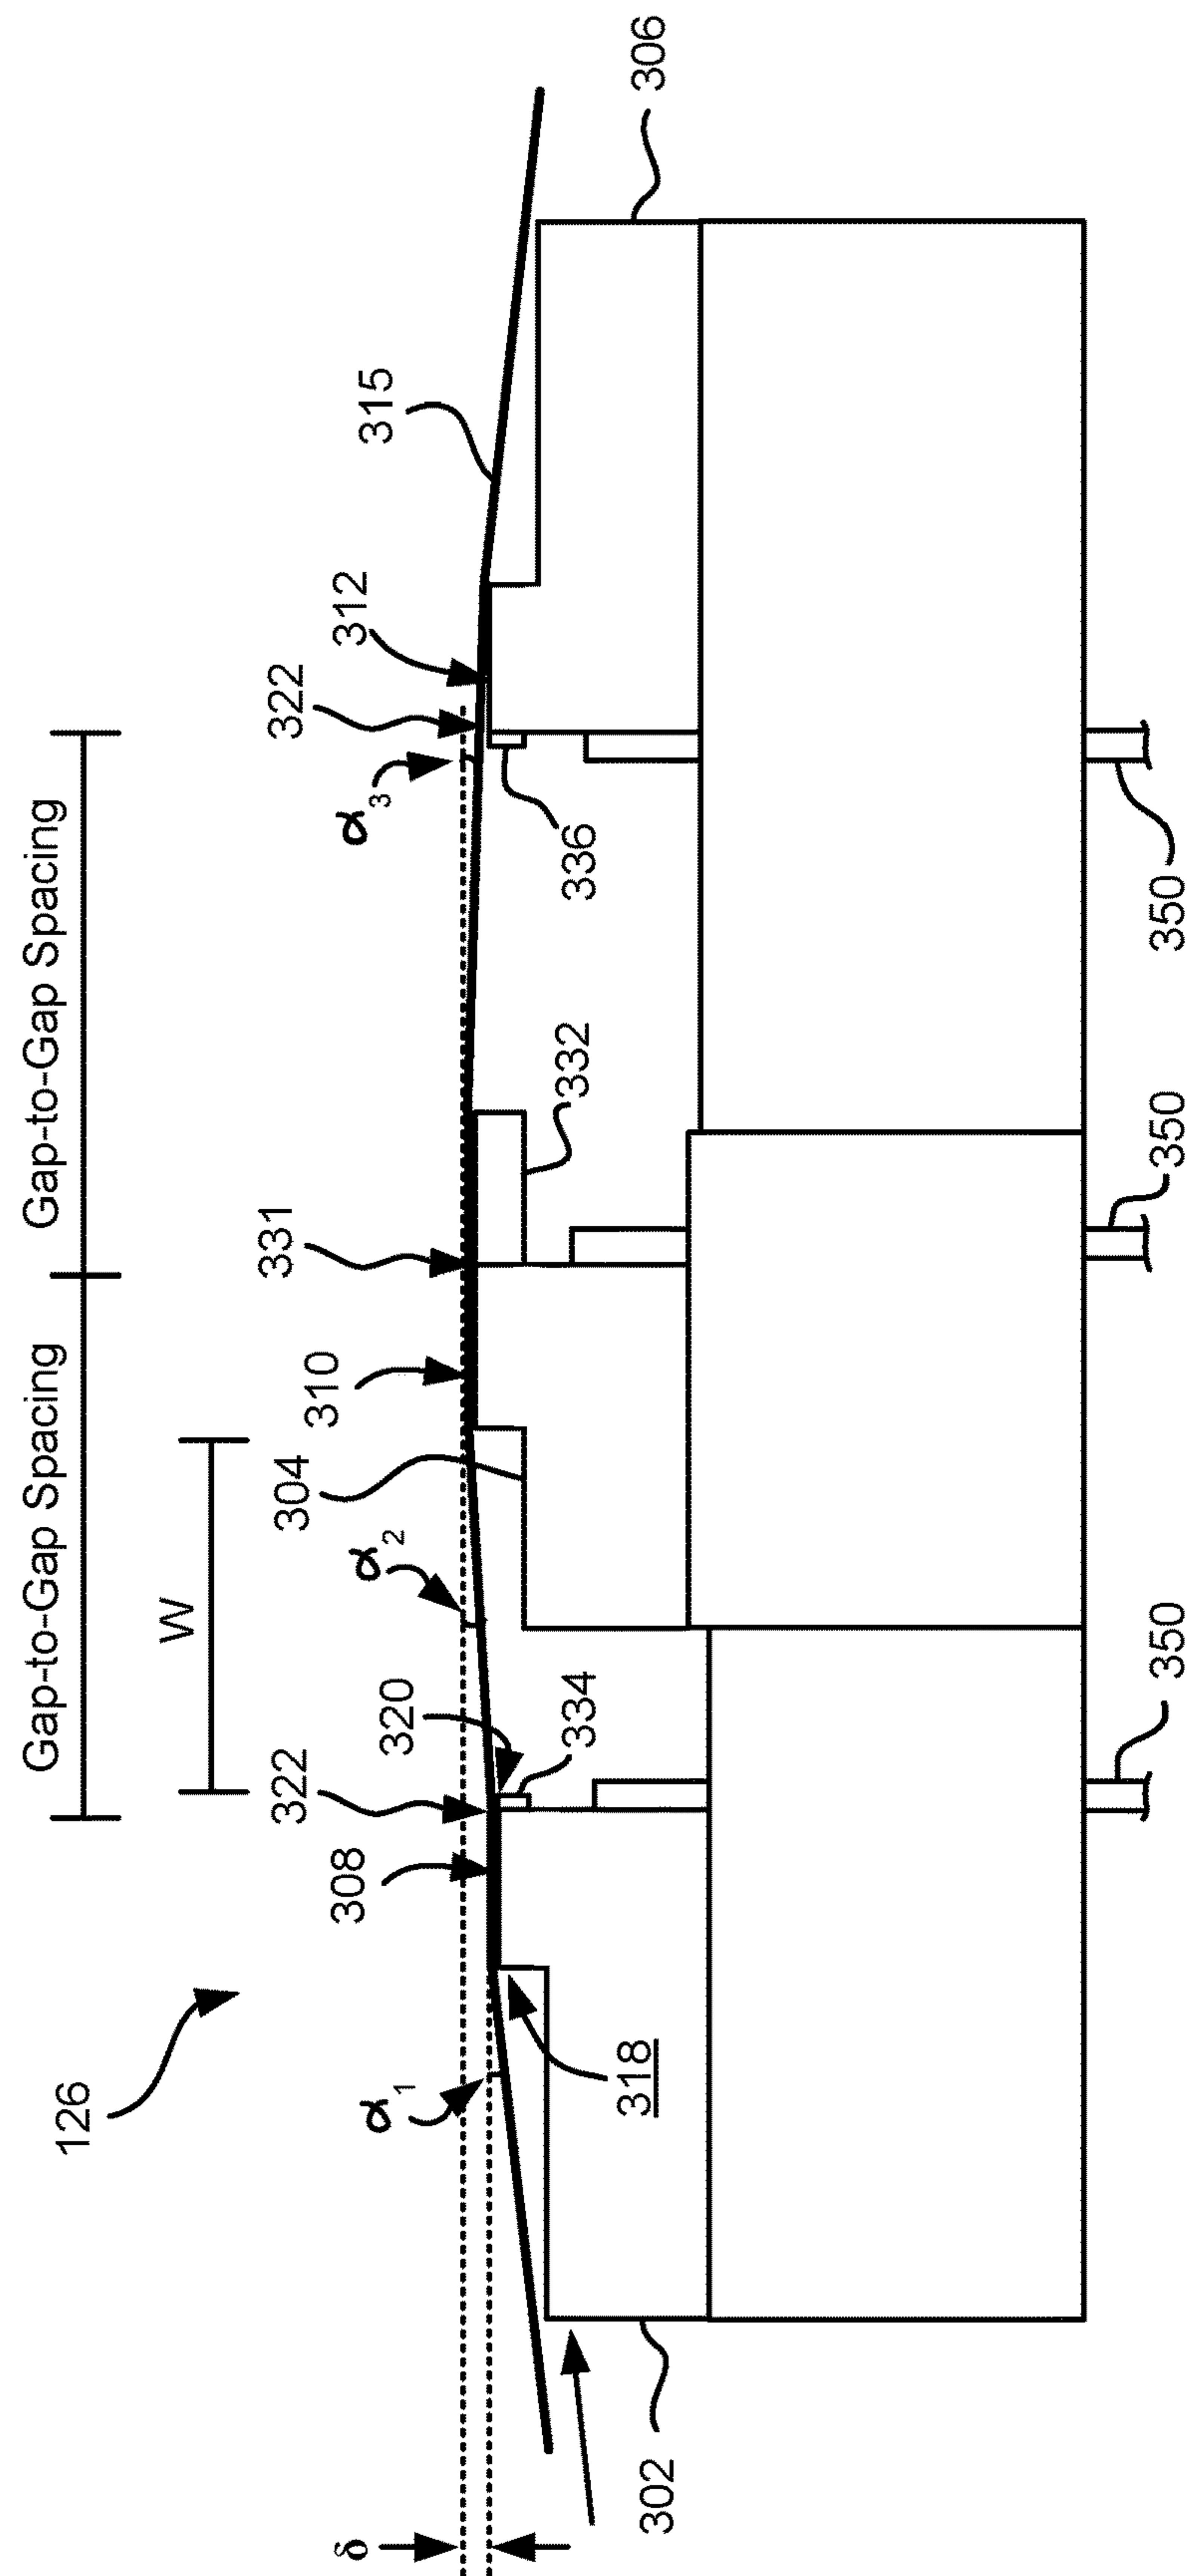 Gap-to-Gap Spacing
Gap-to-Gap Spacing
W
126
δ
α1
308
322
320
α2
304
310
331
α3
322
312
315
306
302
318
334
332
336
350
350
350